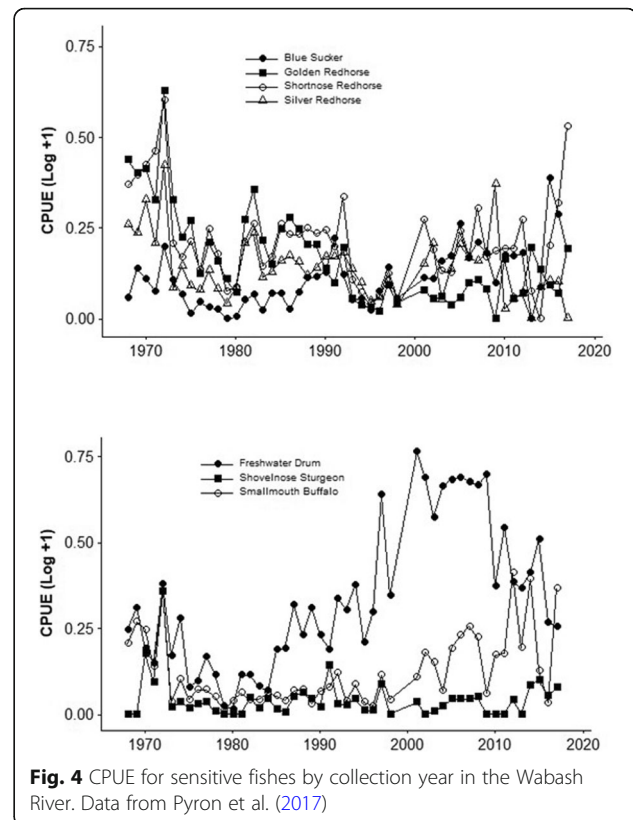 0.75
0.50
0.25
0.00
CPUE (Log +1)
Blue Sucker
Golden Redhorse
Shortnose Redhorse
Silver Redhorse
1970 1980 1990 2000 2010 2020
0.75
0.50
0.25
0.00
CPUE (Log +1)
Freshwater Drum
Shovelnose Sturgeon
Smallmouth Buffalo
1970 1980 1990 2000 2010 2020
Fig. 4 CPUE for sensitive fishes by collection year in the Wabash
River. Data from Pyron et al. (2017)